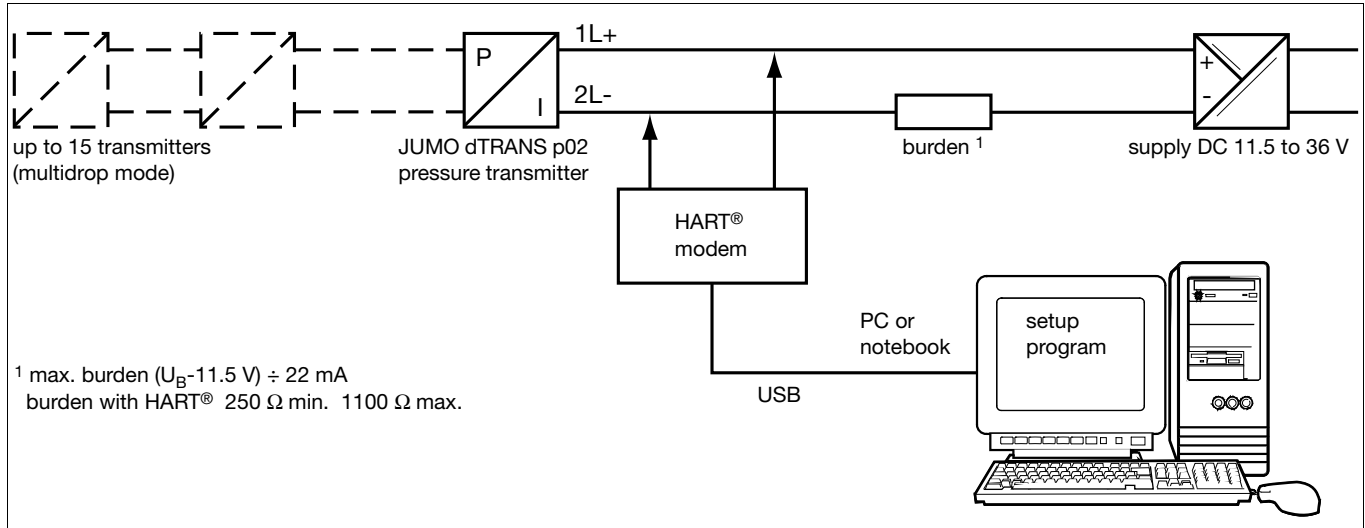 1L+
P
I
2L-
+
-
up to 15 transmitters
(multidrop mode)
JUMO dTRANS p02
pressure transmitter
burden ¹
supply DC 11.5 to 36 V
HART®
modem
PC or
notebook
setup
program
USB
¹ max. burden (U_B-11.5 V) ÷ 22 mA
burden with HART® 250 Ω min. 1100 Ω max.